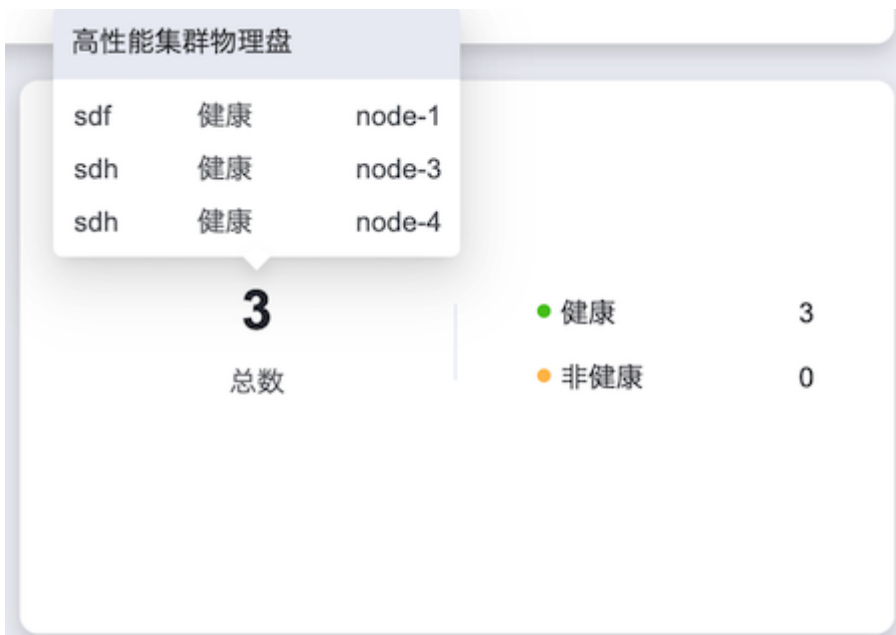 高性能集群物理盘
sdf 健康 node-1
sdh 健康 node-3
sdh 健康 node-4
3
总数
健康 3
非健康 0